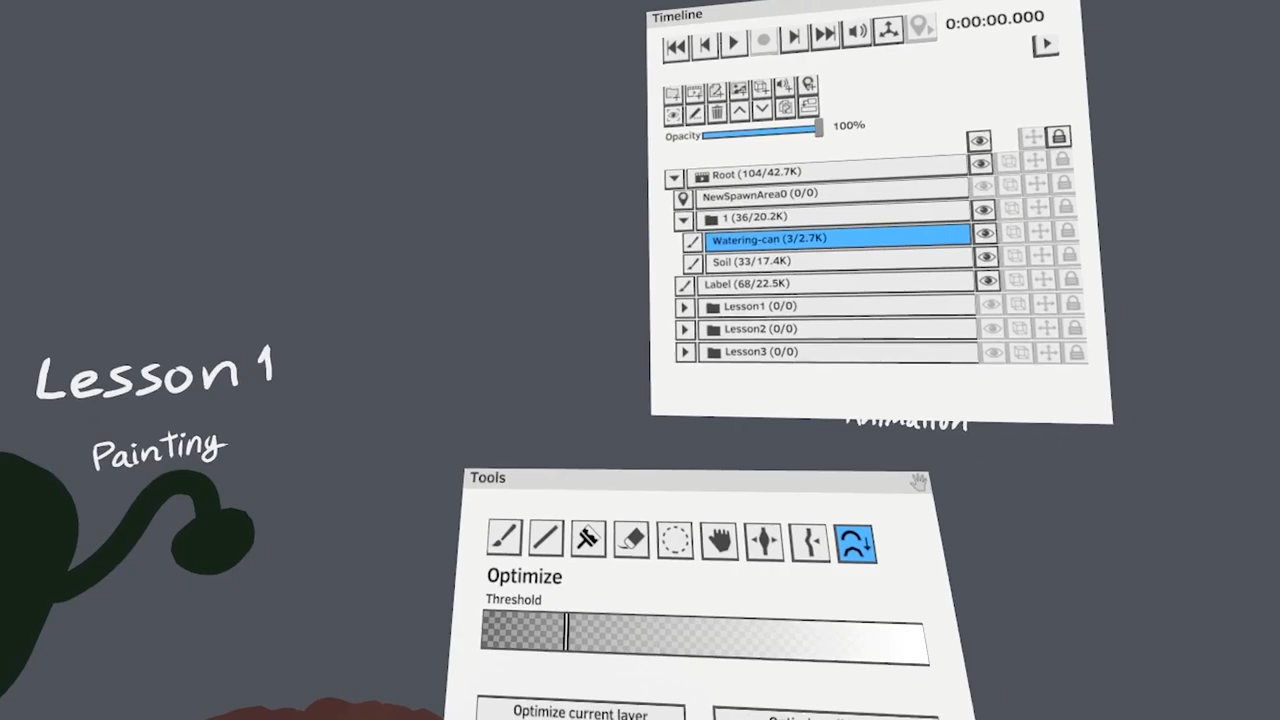 Timeline
0:00:00.000
Opacity 100%
Root (104/42.7K)
NewSpawnArea0 (0/0)
1 (36/20.2K)
Watering-can (3/2.7K)
Soil (33/17.4K)
Label (68/22.5K)
Lesson1 (0/0)
Lesson2 (0/0)
Lesson3 (0/0)
Lesson 1
Painting
Animation
Tools
Optimize
Threshold
Optimize current layer